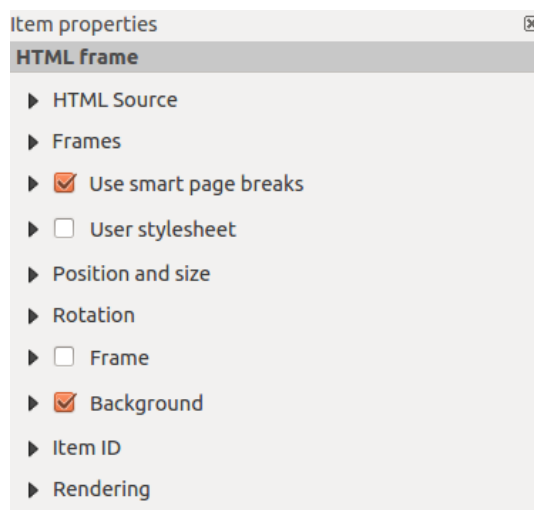 Item properties
HTML frame
HTML Source
Frames
Use smart page breaks
User stylesheet
Position and size
Rotation
Frame
Background
Item ID
Rendering